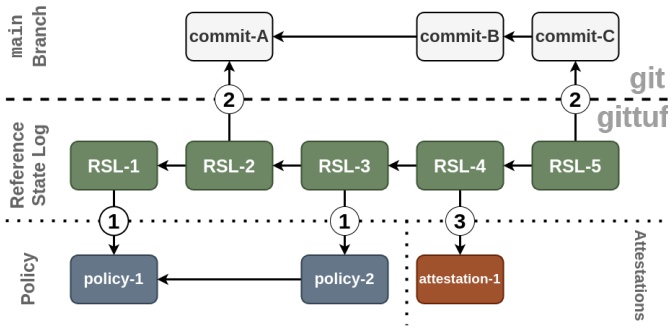 main
Branch
commit-A
commit-B
commit-C
2
2
git
gittuf
Reference
State Log
RSL-1
RSL-2
RSL-3
RSL-4
RSL-5
1
1
3
Policy
policy-1
policy-2
attestation-1
Attestations